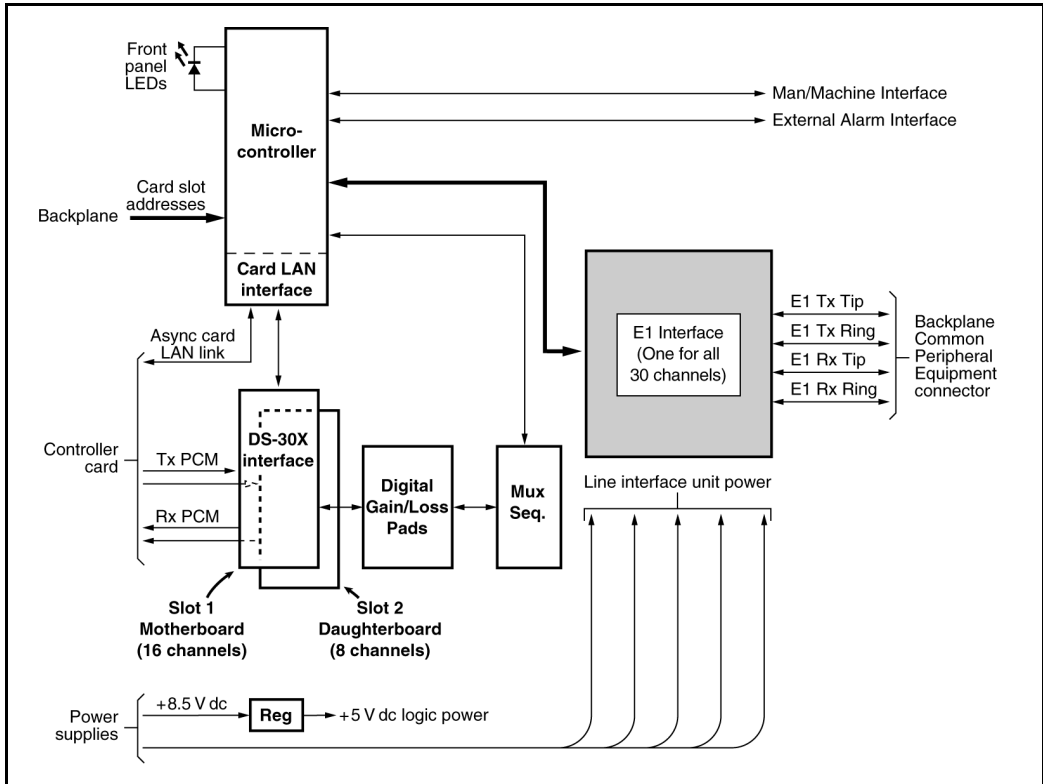 Front
panel
LEDs
Micro-
controller
Man/Machine Interface
External Alarm Interface
Card slot
addresses
Backplane
Card LAN
interface
Async card
LAN link
E1 Interface
(One for all
30 channels)
E1 Tx Tip
E1 Tx Ring
E1 Rx Tip
E1 Rx Ring
Backplane
Common
Peripheral
Equipment
connector
Controller
card
Tx PCM
Rx PCM
DS-30X
interface
Digital
Gain/Loss
Pads
Mux
Seq.
Line interface unit power
Slot 1
Motherboard
(16 channels)
Slot 2
Daughterboard
(8 channels)
Power
supplies
+8.5 V dc
Reg
+5 V dc logic power